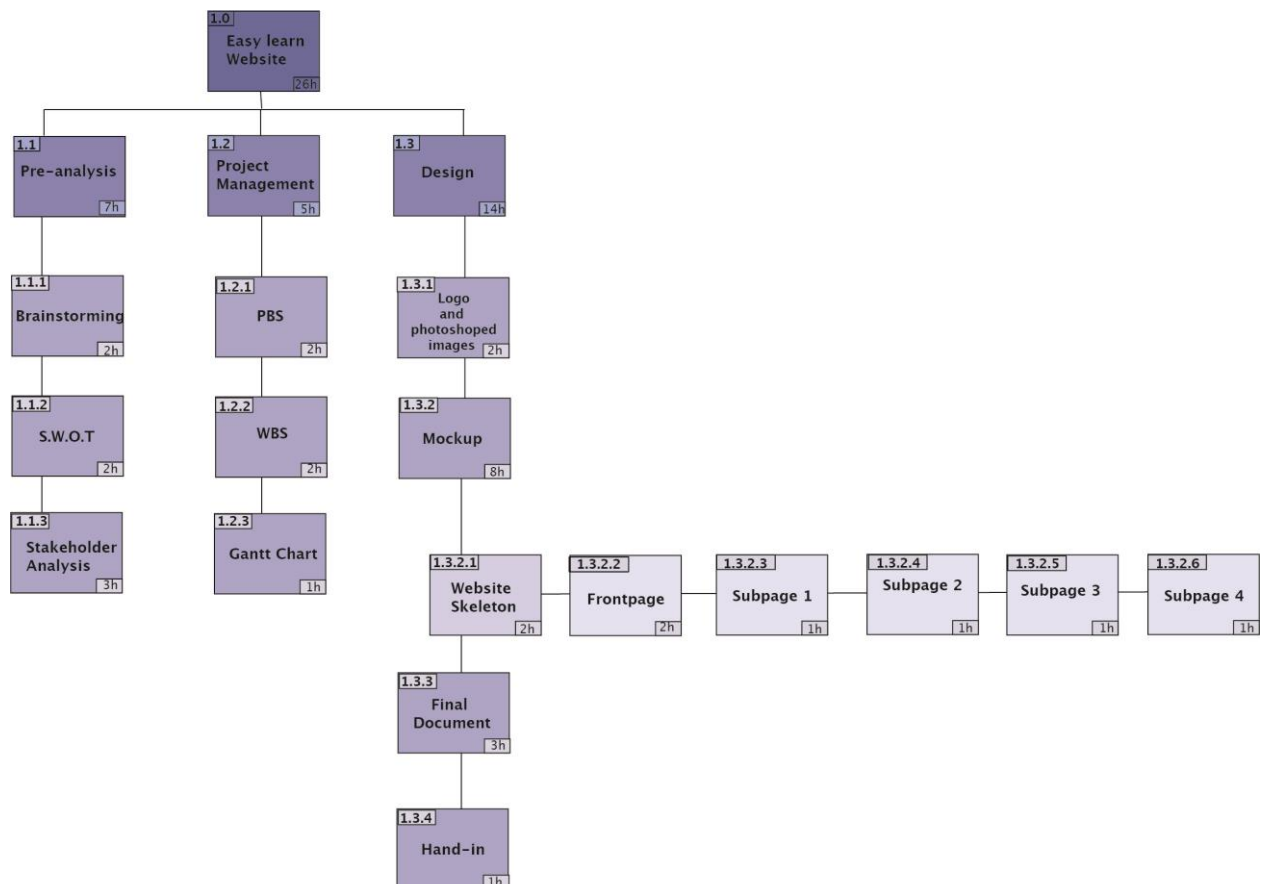 1.0
Easy learn
Website
26h
1.1
Pre-analysis
7h
1.2
Project
Management
5h
1.3
Design
14h
1.1.1
Brainstorming
2h
1.2.1
PBS
2h
1.3.1
Logo
and
photoshoped
images
2h
1.1.2
S.W.O.T
2h
1.2.2
WBS
2h
1.3.2
Mockup
8h
1.1.3
Stakeholder
Analysis
3h
1.2.3
Gantt Chart
1h
1.3.2.1
Website
Skeleton
2h
1.3.2.2
Frontpage
2h
1.3.2.3
Subpage 1
1h
1.3.2.4
Subpage 2
1h
1.3.2.5
Subpage 3
1h
1.3.2.6
Subpage 4
1h
1.3.3
Final
Document
3h
1.3.4
Hand-in
1h